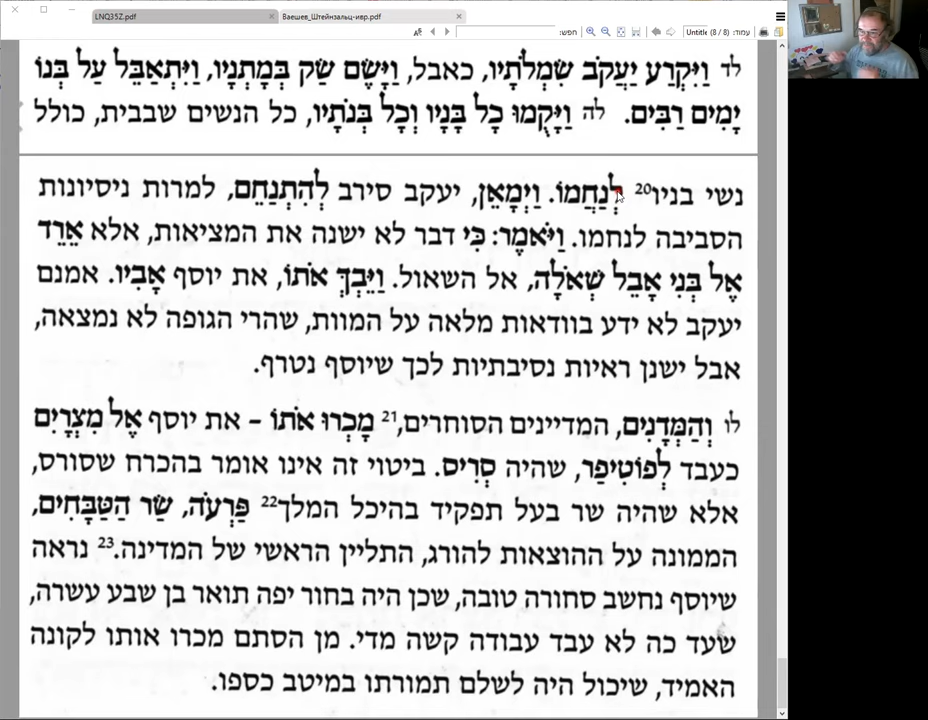 LNQ35Z.pdf
Ваешев_Штейнзальц-ивр.pdf
חפש:
Untitle (8 / 8) :עמוד
לד וַיִּקְרַע יַעֲקֹב שִׂמְלֹתָיו, כאבל, וַיָּשֶׂם שַׂק בְּמָתְנָיו, וַיִּתְאַבֵּל עַל בְּנוֹ
יָמִים רַבִּים. לה וַיָּקֻמוּ כָל בָּנָיו וְכָל בְּנֹתָיו, כל הנשים שבבית, כולל
נשי בניו20 לְנַחֲמוֹ. וַיְמָאֵן, יעקב סירב לְהִתְנַחֵם, למרות ניסיונות
הסביבה לנחמו. וַיֹּאמֶר: כִּי דבר לא ישנה את המציאות, אלא אֵרֵד
אֶל בְּנִי אָבֵל שְׁאֹלָה, אל השאול. וַיֵּבְךְּ אֹתוֹ, את יוסף אָבִיו. אמנם
יעקב לא ידע בוודאות מלאה על המוות, שהרי הגופה לא נמצאה,
אבל ישנן ראיות נסיבתיות לכך שיוסף נטרף.
לו וְהַמְּדָנִים, המדיינים הסוחרים,21 מָכְרוּ אֹתוֹ – את יוסף אֶל מִצְרָיִם
כעבד לְפוֹטִיפַר, שהיה סְרִיס. ביטוי זה אינו אומר בהכרח שסורס,
אלא שהיה שר בעל תפקיד בהיכל המלך22 פַּרְעֹה, שַׂר הַטַּבָּחִים,
הממונה על ההוצאות להורג, התליין הראשי של המדינה.23 נראה
שיוסף נחשב סחורה טובה, שכן היה בחור יפה תואר בן שבע עשרה,
שעד כה לא עבד עבודה קשה מדי. מן הסתם מכרו אותו לקונה
האמיד, שיכול היה לשלם תמורתו במיטב כספו.